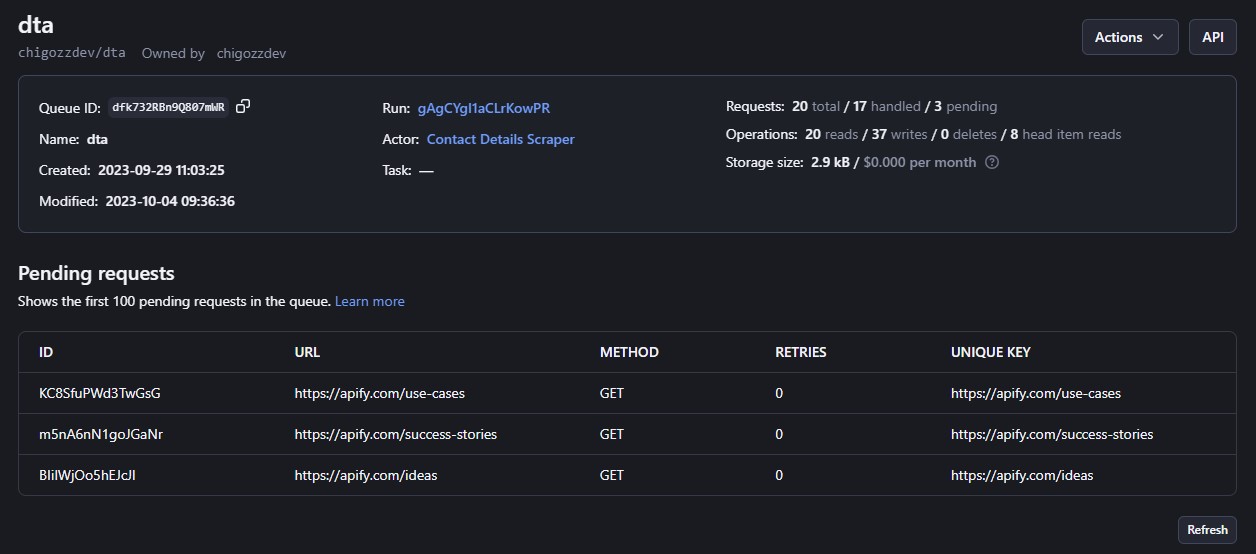 dta
chigozzdev/dta Owned by chigozzdev
Actions API
Queue ID: dfk732RBn9Q807mWR
Name: dta
Created: 2023-09-29 11:03:25
Modified: 2023-10-04 09:36:36
Run: gAgCYgI1aCLrKowPR
Actor: Contact Details Scraper
Task: —
Requests: 20 total / 17 handled / 3 pending
Operations: 20 reads / 37 writes / 0 deletes / 8 head item reads
Storage size: 2.9 kB / $0.000 per month ?
Pending requests
Shows the first 100 pending requests in the queue. Learn more
ID URL METHOD RETRIES UNIQUE KEY
KC8SfuPWd3TwGsG https://apify.com/use-cases GET 0 https://apify.com/use-cases
m5nA6nN1goJGaNr https://apify.com/success-stories GET 0 https://apify.com/success-stories
BIiIWjOo5hEJcJl https://apify.com/ideas GET 0 https://apify.com/ideas
Refresh